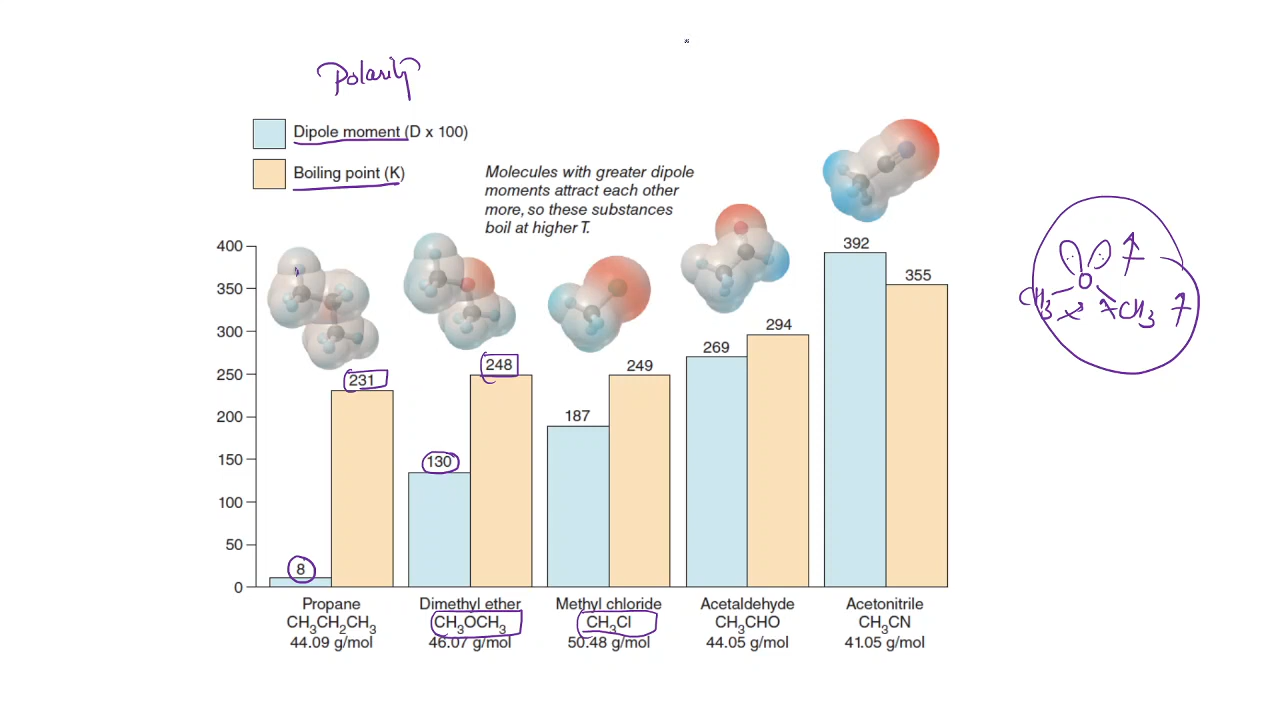 Polarity
Dipole moment (D x 100)
Boiling point (K)
Molecules with greater dipole
moments attract each other
more, so these substances
boil at higher T.
400
350
300
250
200
150
100
50
0
8
231
130
248
187
249
269
294
392
355
O
CH3
CH3
Propane
CH₃CH₂CH₃
44.09 g/mol
Dimethyl ether
CH₃OCH₃
46.07 g/mol
Methyl chloride
CH₃Cl
50.48 g/mol
Acetaldehyde
CH₃CHO
44.05 g/mol
Acetonitrile
CH₃CN
41.05 g/mol